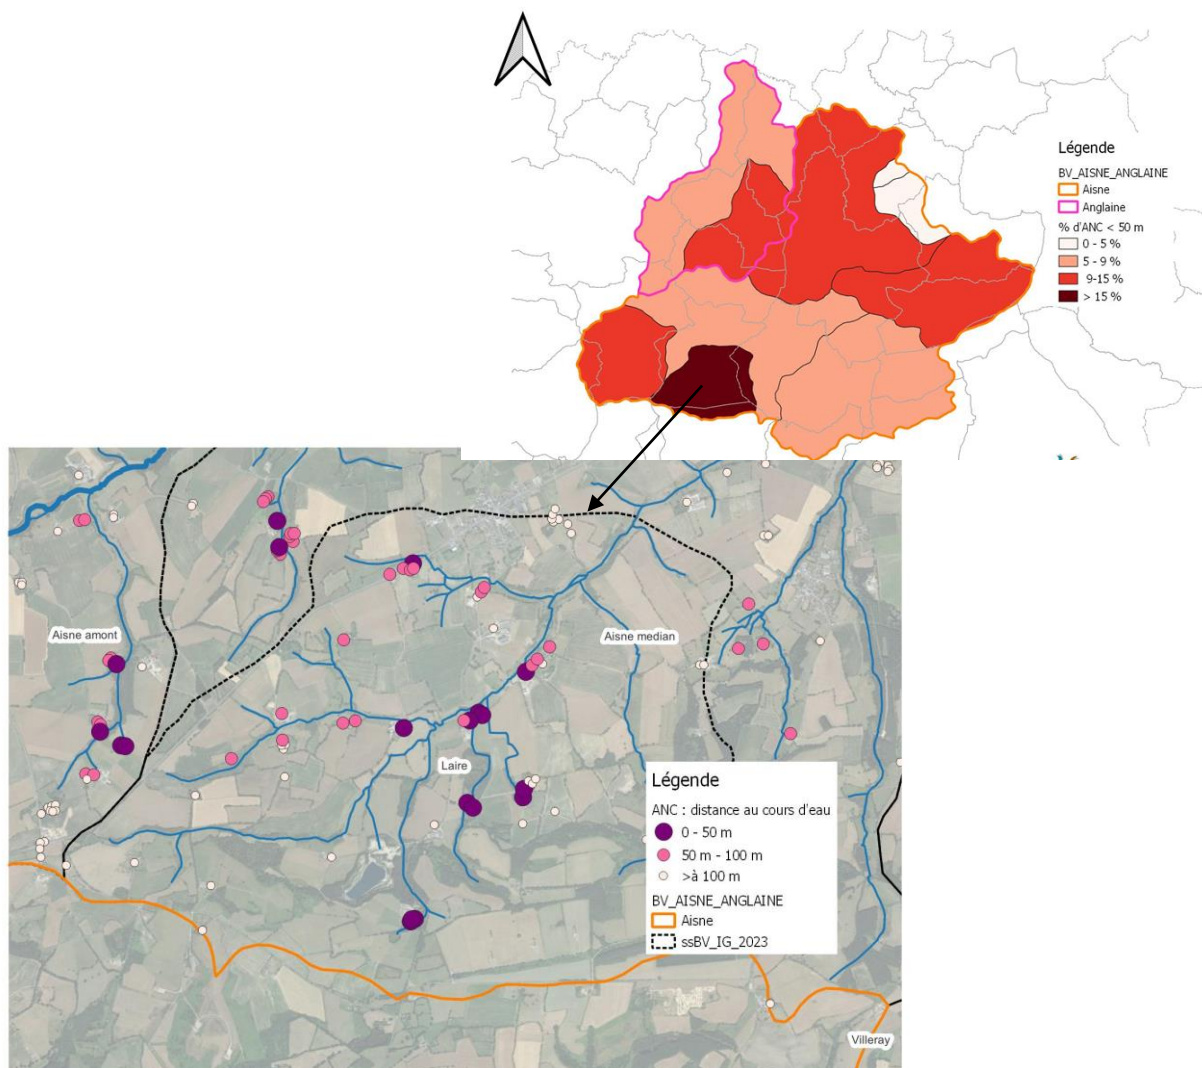 Légende
BV_AISNE_ANGLAINE
Aisne
Anglaine
% d'ANC < 50 m
0 - 5 %
5 - 9 %
9-15 %
> 15 %
Aisne amont
Aisne median
Laire
Légende
ANC : distance au cours d'eau
0 - 50 m
50 m - 100 m
>à 100 m
BV_AISNE_ANGLAINE
Aisne
ssBV_IG_2023
Villeray